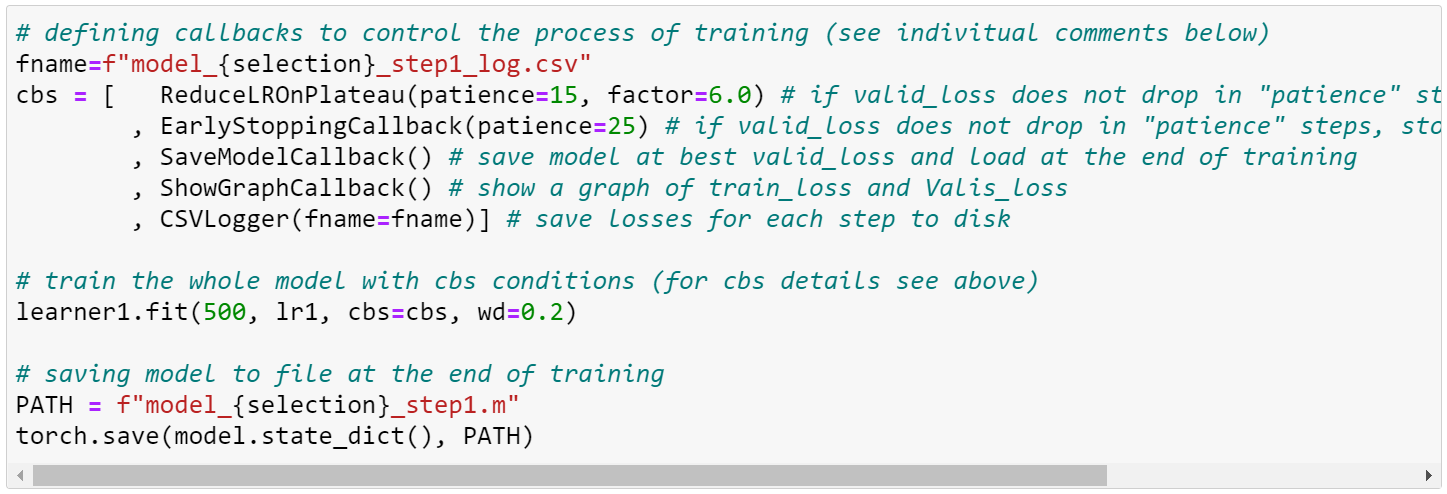 # defining callbacks to control the process of training (see indivitual comments below)
fname=f"model_{selection}_step1_log.csv"
cbs = [   ReduceLROnPlateau(patience=15, factor=6.0) # if valid_loss does not drop in "patience" st
        , EarlyStoppingCallback(patience=25) # if valid_loss does not drop in "patience" steps, sto
        , SaveModelCallback() # save model at best valid_loss and load at the end of training
        , ShowGraphCallback() # show a graph of train_loss and Valis_loss
        , CSVLogger(fname=fname)] # save losses for each step to disk

# train the whole model with cbs conditions (for cbs details see above)
learner1.fit(500, lr1, cbs=cbs, wd=0.2)

# saving model to file at the end of training
PATH = f"model_{selection}_step1.m"
torch.save(model.state_dict(), PATH)